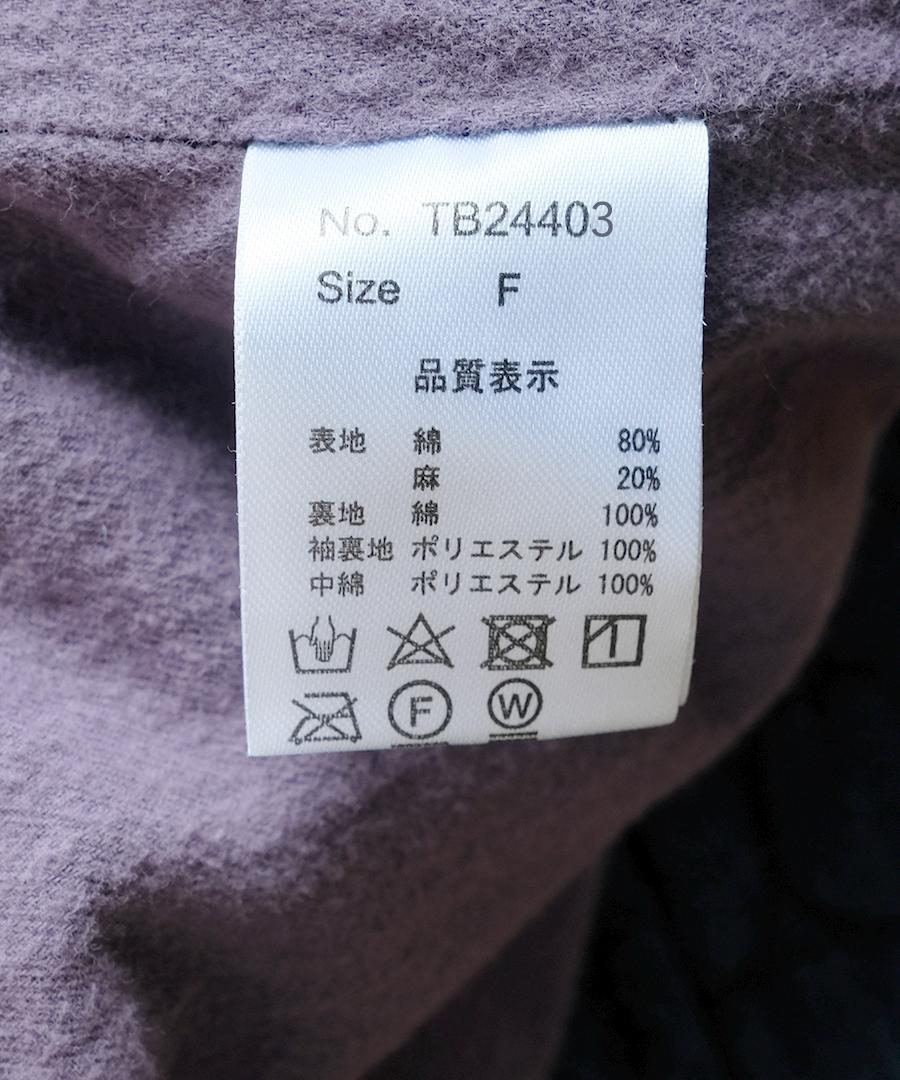 No. TB24403
Size F
品質表示
表地 綿 80%
麻 20%
裏地 綿 100%
袖裏地 ポリエステル 100%
中綿 ポリエステル 100%
F W